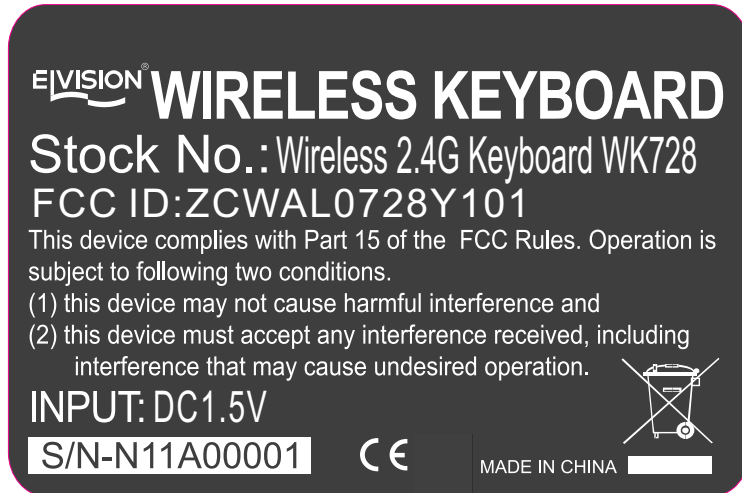 EVISION® WIRELESS KEYBOARD
Stock No.: Wireless 2.4G Keyboard WK728
FCC ID:ZCWAL0728Y101
This device complies with Part 15 of the FCC Rules. Operation is
subject to following two conditions.
(1) this device may not cause harmful interference and
(2) this device must accept any interference received, including
interference that may cause undesired operation.
INPUT: DC1.5V
S/N-N11A00001 CE MADE IN CHINA